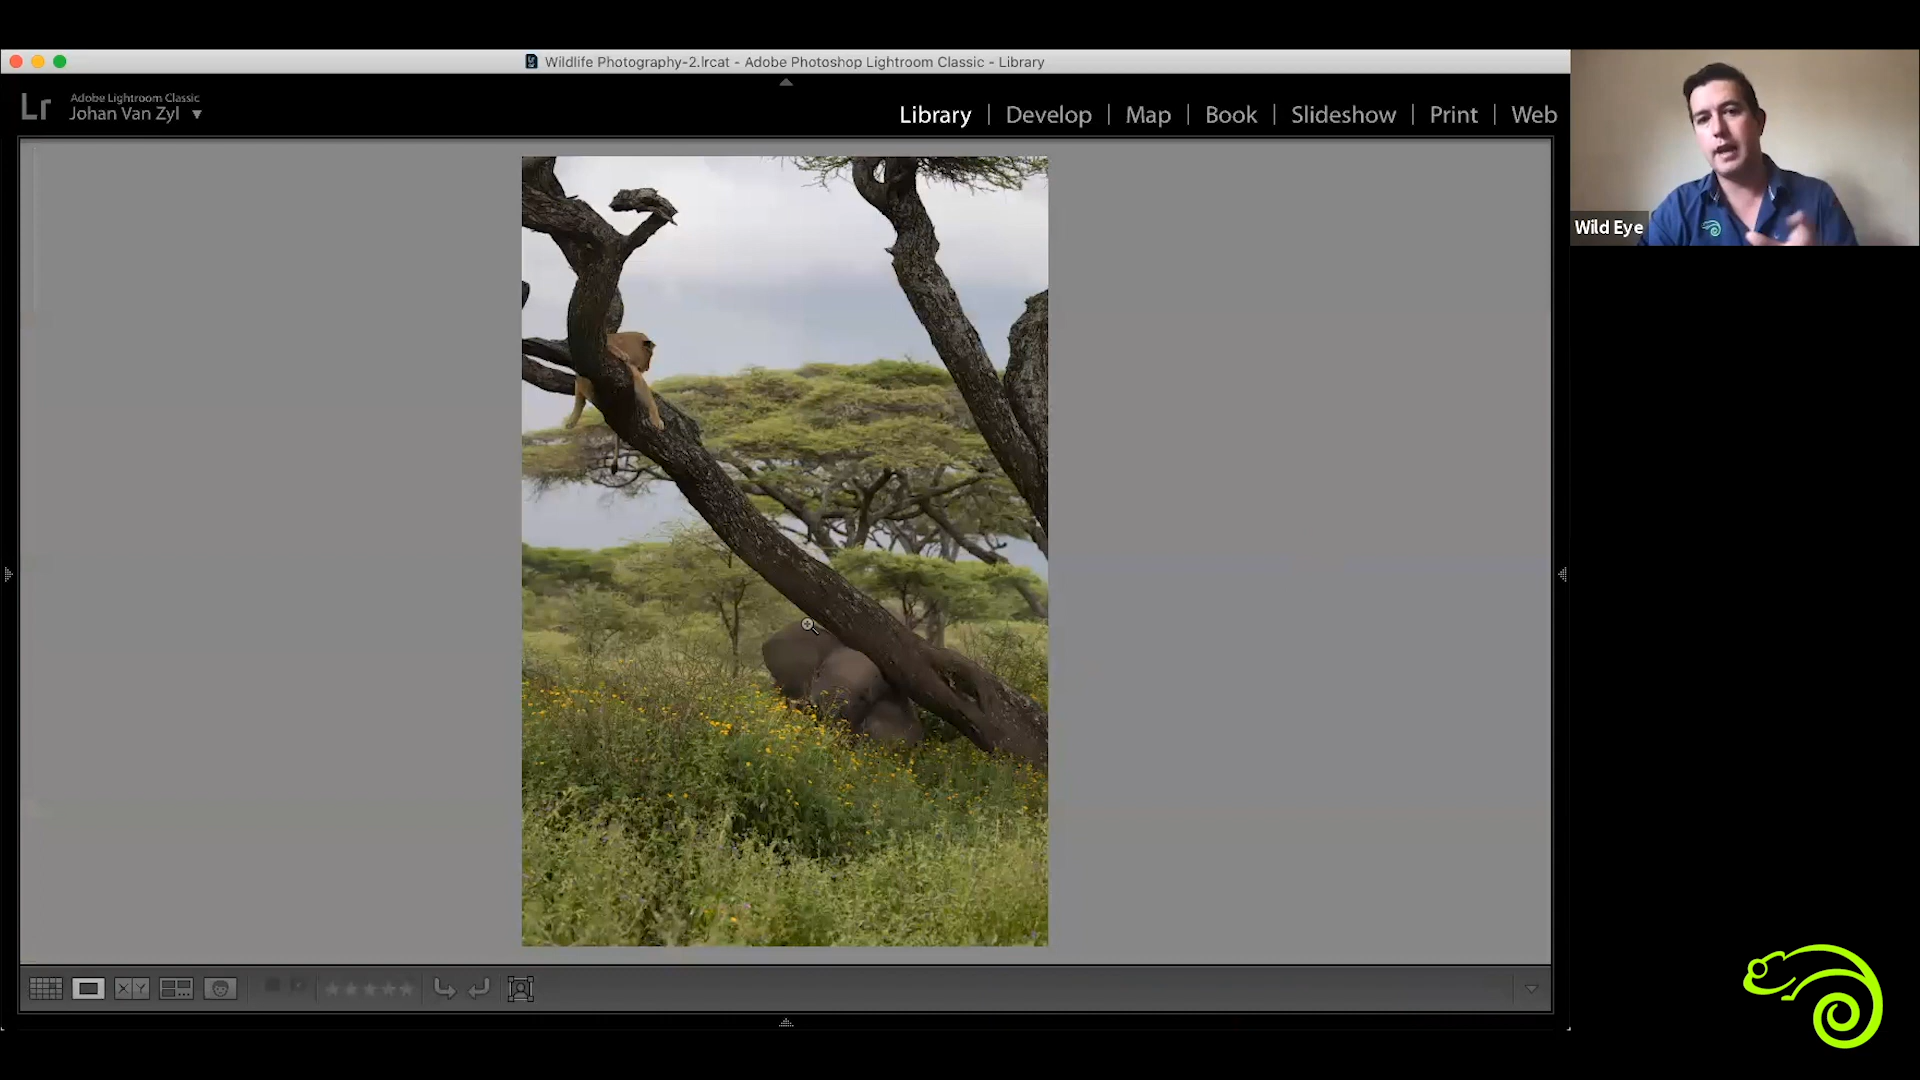 Wildlife Photography-2.lrcat - Adobe Photoshop Lightroom Classic - Library
Lr
Adobe Lightroom Classic
Johan Van Zyl
Library | Develop | Map | Book | Slideshow | Print | Web
Wild Eye
X Y